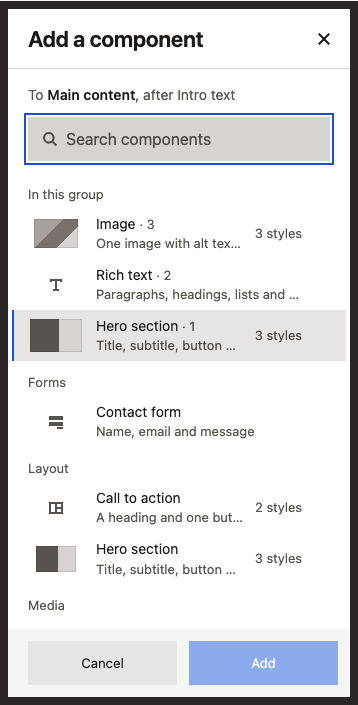 Add a component
To Main content, after Intro text
Search components
In this group
Image · 3
One image with alt tex...
3 styles
Rich text · 2
Paragraphs, headings, lists and ...
Hero section · 1
Title, subtitle, button ...
3 styles
Forms
Contact form
Name, email and message
Layout
Call to action
A heading and one but...
2 styles
Hero section
Title, subtitle, button ...
3 styles
Media
Cancel
Add